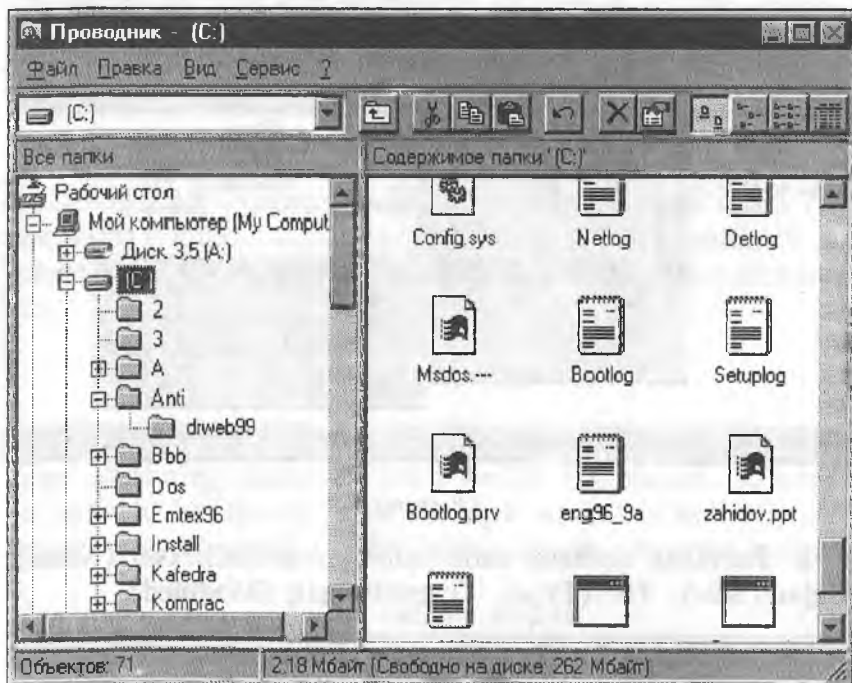 Проводник - (C:)
Файл Правка Вид Сервис ?
(C:)
Все папки
Содержимое папки '(C:)'
Рабочий стол
Мой компьютер (My Comput
Диск 3,5 (A:)
(C:)
2
3
A
Anti
drweb99
Bbb
Dos
Emtex96
Install
Kafedra
Komprac
Config.sys Netlog Detlog
Msdos.--- Bootlog Setuplog
Bootlog.prv eng96_9a zahidov.ppt
Объектов: 71 2,18 Мбайт (Свободно на диске: 262 Мбайт)